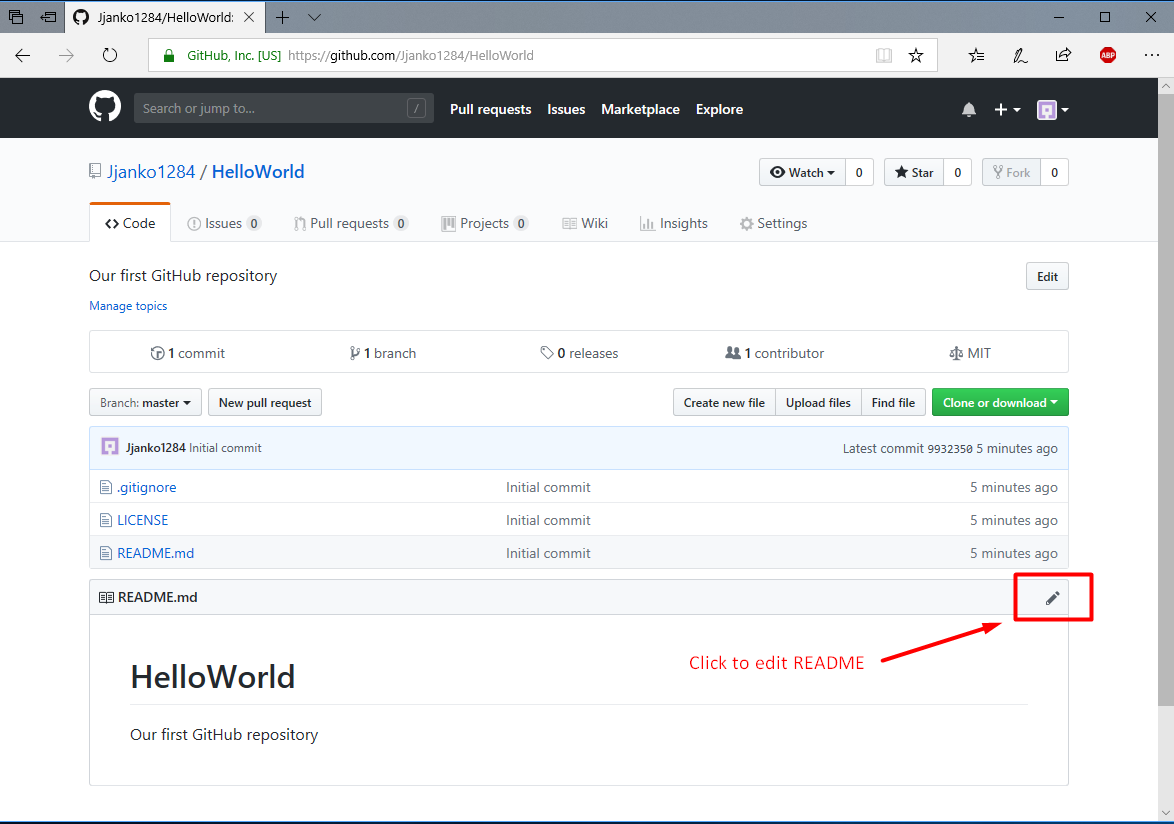 Jjanko1284/HelloWorld:
GitHub, Inc. [US] https://github.com/Jjanko1284/HelloWorld
ABP
Search or jump to... / Pull requests Issues Marketplace Explore
Jjanko1284 / HelloWorld Watch 0 Star 0 Fork 0
Code Issues 0 Pull requests 0 Projects 0 Wiki Insights Settings
Our first GitHub repository Edit
Manage topics
1 commit 1 branch 0 releases 1 contributor MIT
Branch: master New pull request Create new file Upload files Find file Clone or download
Jjanko1284 Initial commit Latest commit 9932350 5 minutes ago
.gitignore Initial commit 5 minutes ago
LICENSE Initial commit 5 minutes ago
README.md Initial commit 5 minutes ago
README.md
Click to edit README
HelloWorld
Our first GitHub repository